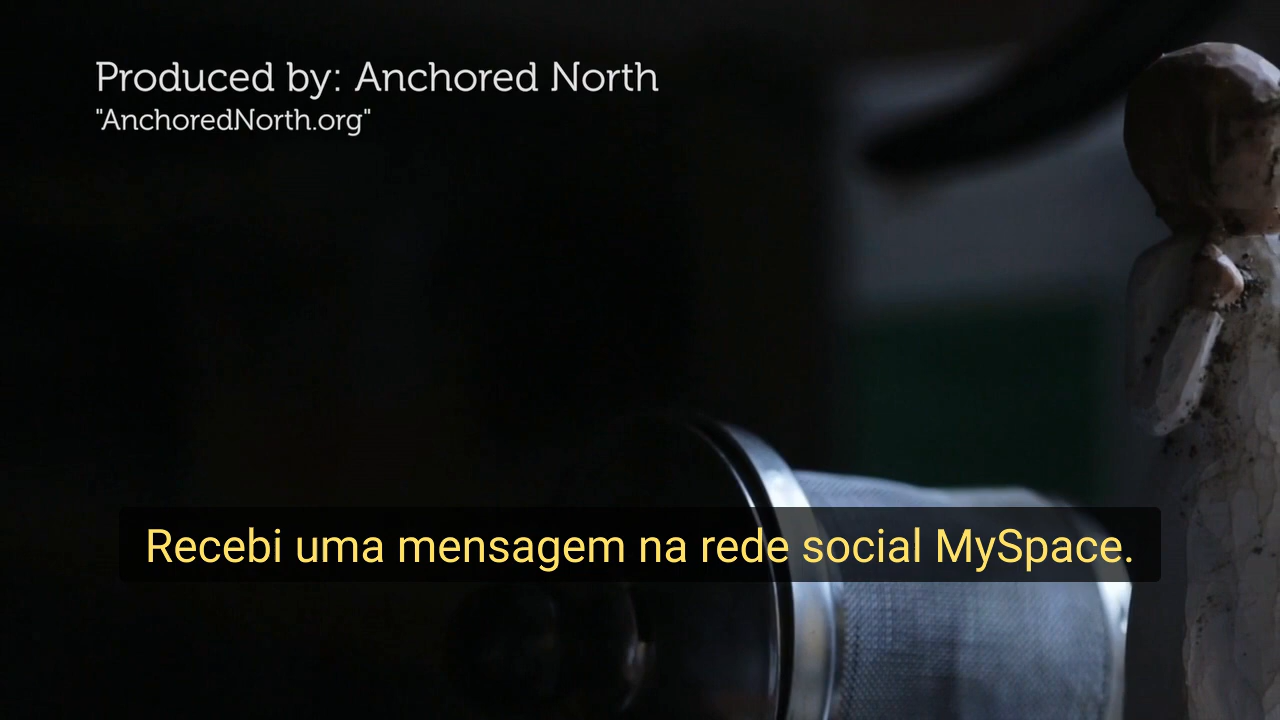 Produced by: Anchored North
"AnchoredNorth.org"
Recebi uma mensagem na rede social MySpace.